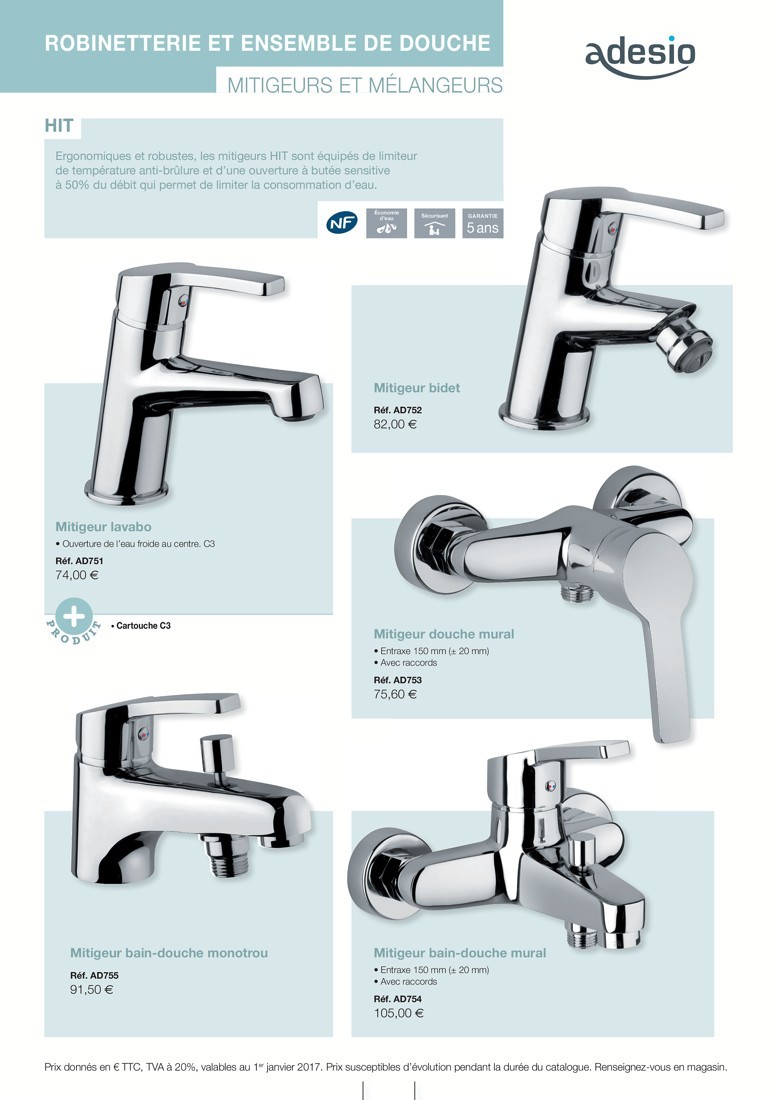 ROBINETTERIE ET ENSEMBLE DE DOUCHE
adesio
MITIGEURS ET MÉLANGEURS
HIT
Ergonomiques et robustes, les mitigeurs HIT sont équipés de limiteur
de température anti-brûlure et d'une ouverture à butée sensitive
à 50% du débit qui permet de limiter la consommation d'eau.
NF
Économie
d'eau
Sécurisant
GARANTIE
5 ans
Mitigeur bidet
Réf. AD752
82,00 €
Mitigeur lavabo
• Ouverture de l'eau froide au centre. C3
Réf. AD751
74,00 €
+
PRODUIT
• Cartouche C3
Mitigeur douche mural
• Entraxe 150 mm (± 20 mm)
• Avec raccords
Réf. AD753
75,60 €
Mitigeur bain-douche monotrou
Réf. AD755
91,50 €
Mitigeur bain-douche mural
• Entraxe 150 mm (± 20 mm)
• Avec raccords
Réf. AD754
105,00 €
Prix donnés en € TTC, TVA à 20%, valables au 1er janvier 2017. Prix susceptibles d'évolution pendant la durée du catalogue. Renseignez-vous en magasin.